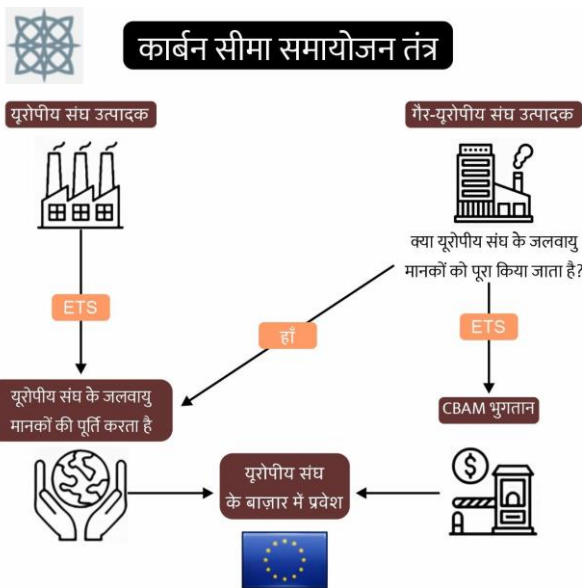 कार्बन सीमा समायोजन तंत्र
यूरोपीय संघ उत्पादक
गैर-यूरोपीय संघ उत्पादक
क्या यूरोपीय संघ के जलवायु
मानकों को पूरा किया जाता है?
ETS
हाँ
ETS
यूरोपीय संघ के जलवायु
मानकों की पूर्ति करता है
CBAM भुगतान
यूरोपीय संघ
के बाज़ार में प्रवेश
$